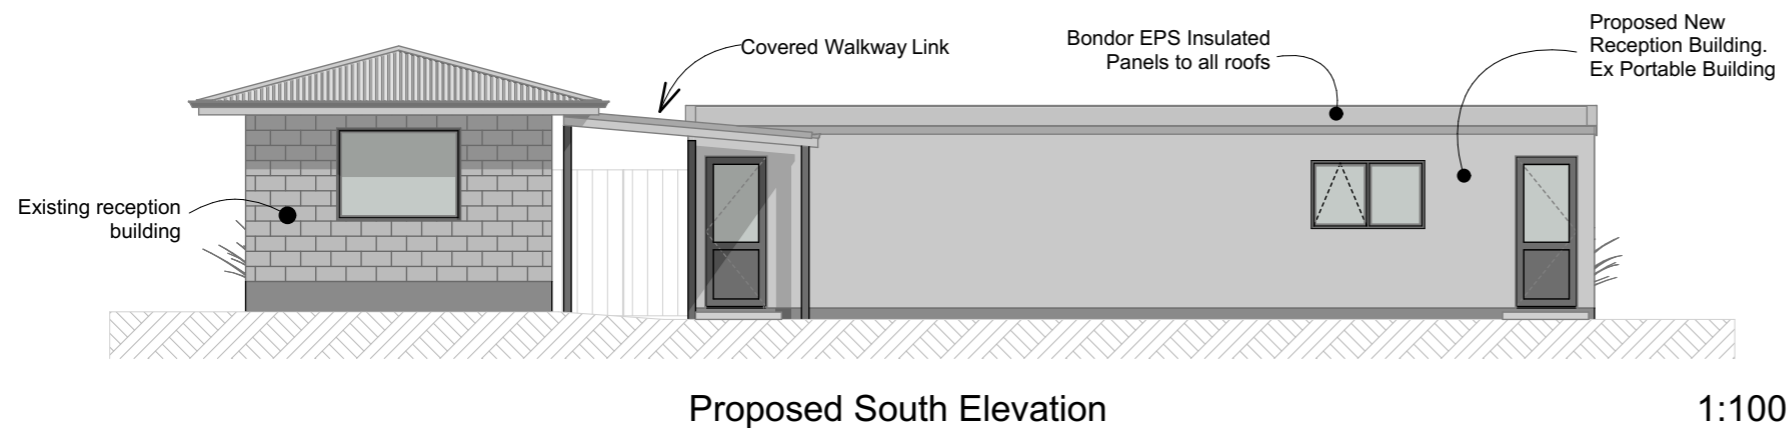 Proposed New
Reception Building.
Ex Portable Building
Bondor EPS Insulated
Panels to all roofs
Covered Walkway Link
Existing reception
building
Proposed South Elevation
1:100